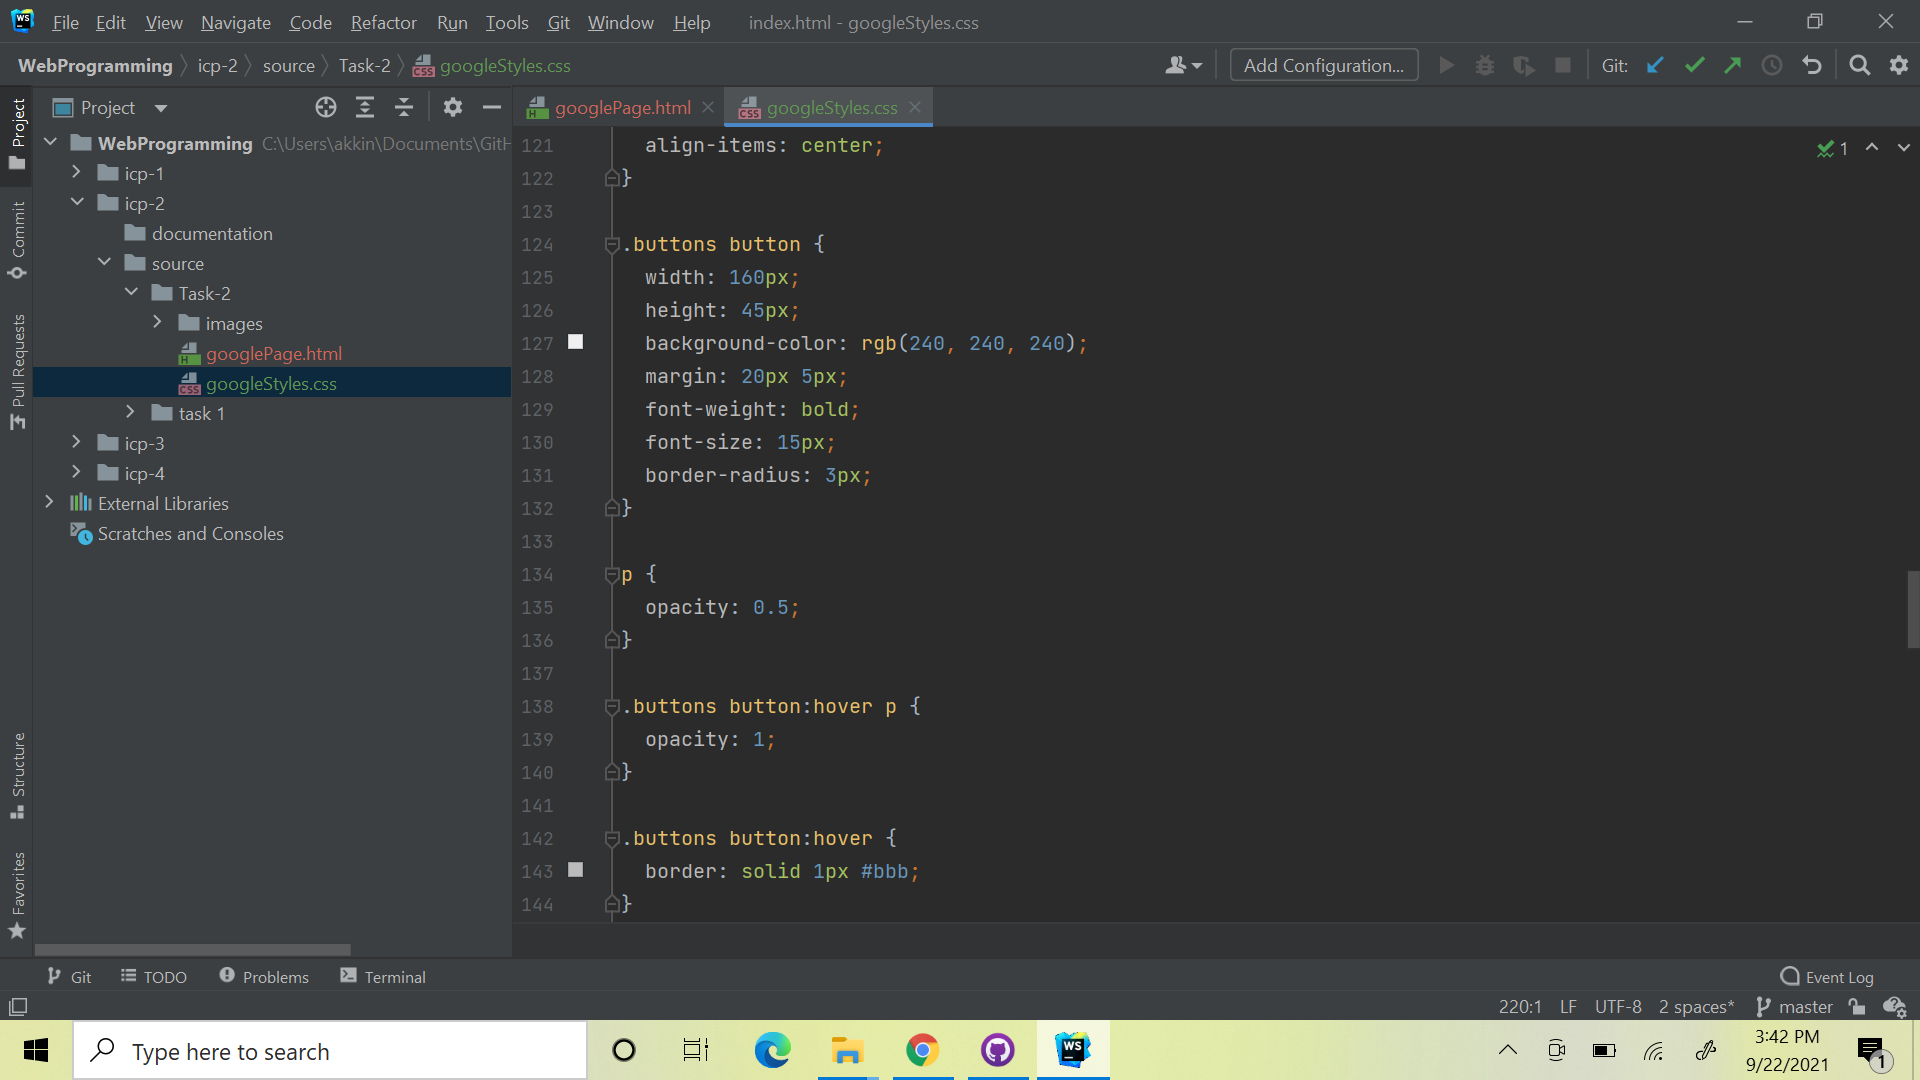 WS File Edit View Navigate Code Refactor Run Tools Git Window Help index.html - googleStyles.css
WebProgramming icp-2 source Task-2 CSS googleStyles.css Add Configuration... Git:
Project googlePage.html googleStyles.css
Project
Commit
Pull Requests
Structure
Favorites
WebProgramming C:\Users\akkin\Documents\GitH
icp-1
icp-2
documentation
source
Task-2
images
googlePage.html
googleStyles.css
task 1
icp-3
icp-4
External Libraries
Scratches and Consoles
1
121 align-items: center;
122 }
123
124 .buttons button {
125 width: 160px;
126 height: 45px;
127 background-color: rgb(240, 240, 240);
128 margin: 20px 5px;
129 font-weight: bold;
130 font-size: 15px;
131 border-radius: 3px;
132 }
133
134 p {
135 opacity: 0.5;
136 }
137
138 .buttons button:hover p {
139 opacity: 1;
140 }
141
142 .buttons button:hover {
143 border: solid 1px #bbb;
144 }
Git TODO Problems Terminal Event Log
220:1 LF UTF-8 2 spaces* master
Type here to search WS 3:42 PM
9/22/2021 1